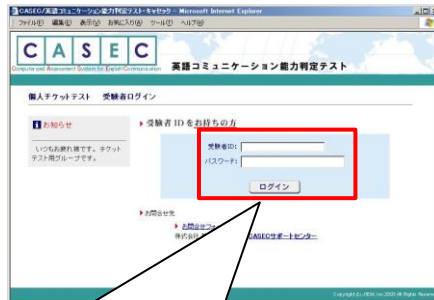 CASEC/英語コミュニケーション能力判定テスト-キャセック - Microsoft Internet Explorer
ファイル(F) 編集(E) 表示(V) お気に入り(A) ツール(T) ヘルプ(H)
CASEC
Computerized Assessment System for English Communication
英語コミュニケーション能力判定テスト
個人チケットテスト 受験者ログイン
お知らせ
いつもお疲れ様です。チケットテスト用グループです。
受験者 ID をお持ちの方
受験者ID:
パスワード:
ログイン
お問合せ先
お問合せフォ
株式会社
CASECサポートセンター